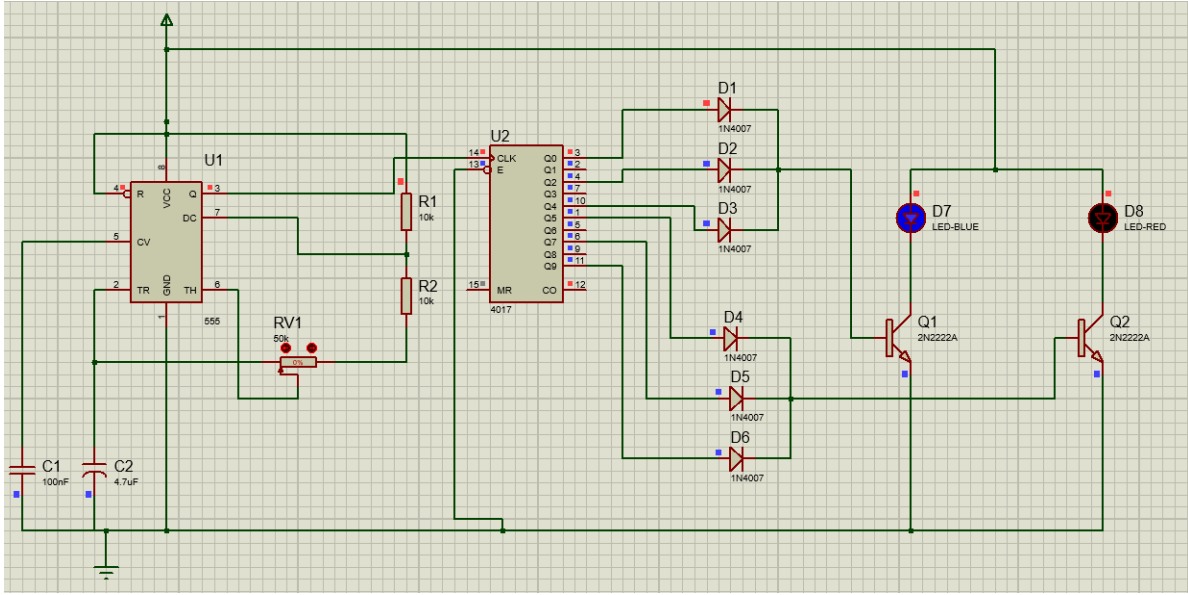 U1
4
R
8
VCC
Q
3
DC
7
5
CV
2
TR
GND
1
TH
6
555
R1
10k
R2
10k
RV1
50k
0%
C1
100nF
C2
4.7uF
U2
14
CLK
13
E
15
MR
Q0
3
Q1
2
Q2
4
Q3
7
Q4
10
Q5
1
Q6
5
Q7
6
Q8
9
Q9
11
CO
12
4017
D1
1N4007
D2
1N4007
D3
1N4007
D4
1N4007
D5
1N4007
D6
1N4007
D7
LED-BLUE
D8
LED-RED
Q1
2N2222A
Q2
2N2222A